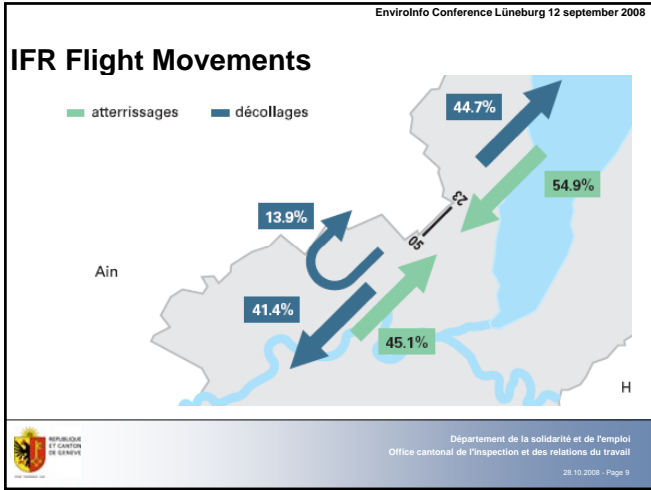 EnviroInfo Conference Lüneburg 12 september 2008
IFR Flight Movements
atterrissages
décollages
44.7%
54.9%
23
13.9%
05
Ain
41.4%
45.1%
H
REPUBLIQUE
ET CANTON
DE GENEVE
Département de la solidarité et de l'emploi
Office cantonal de l'inspection et des relations du travail
28.10.2008 - Page 9